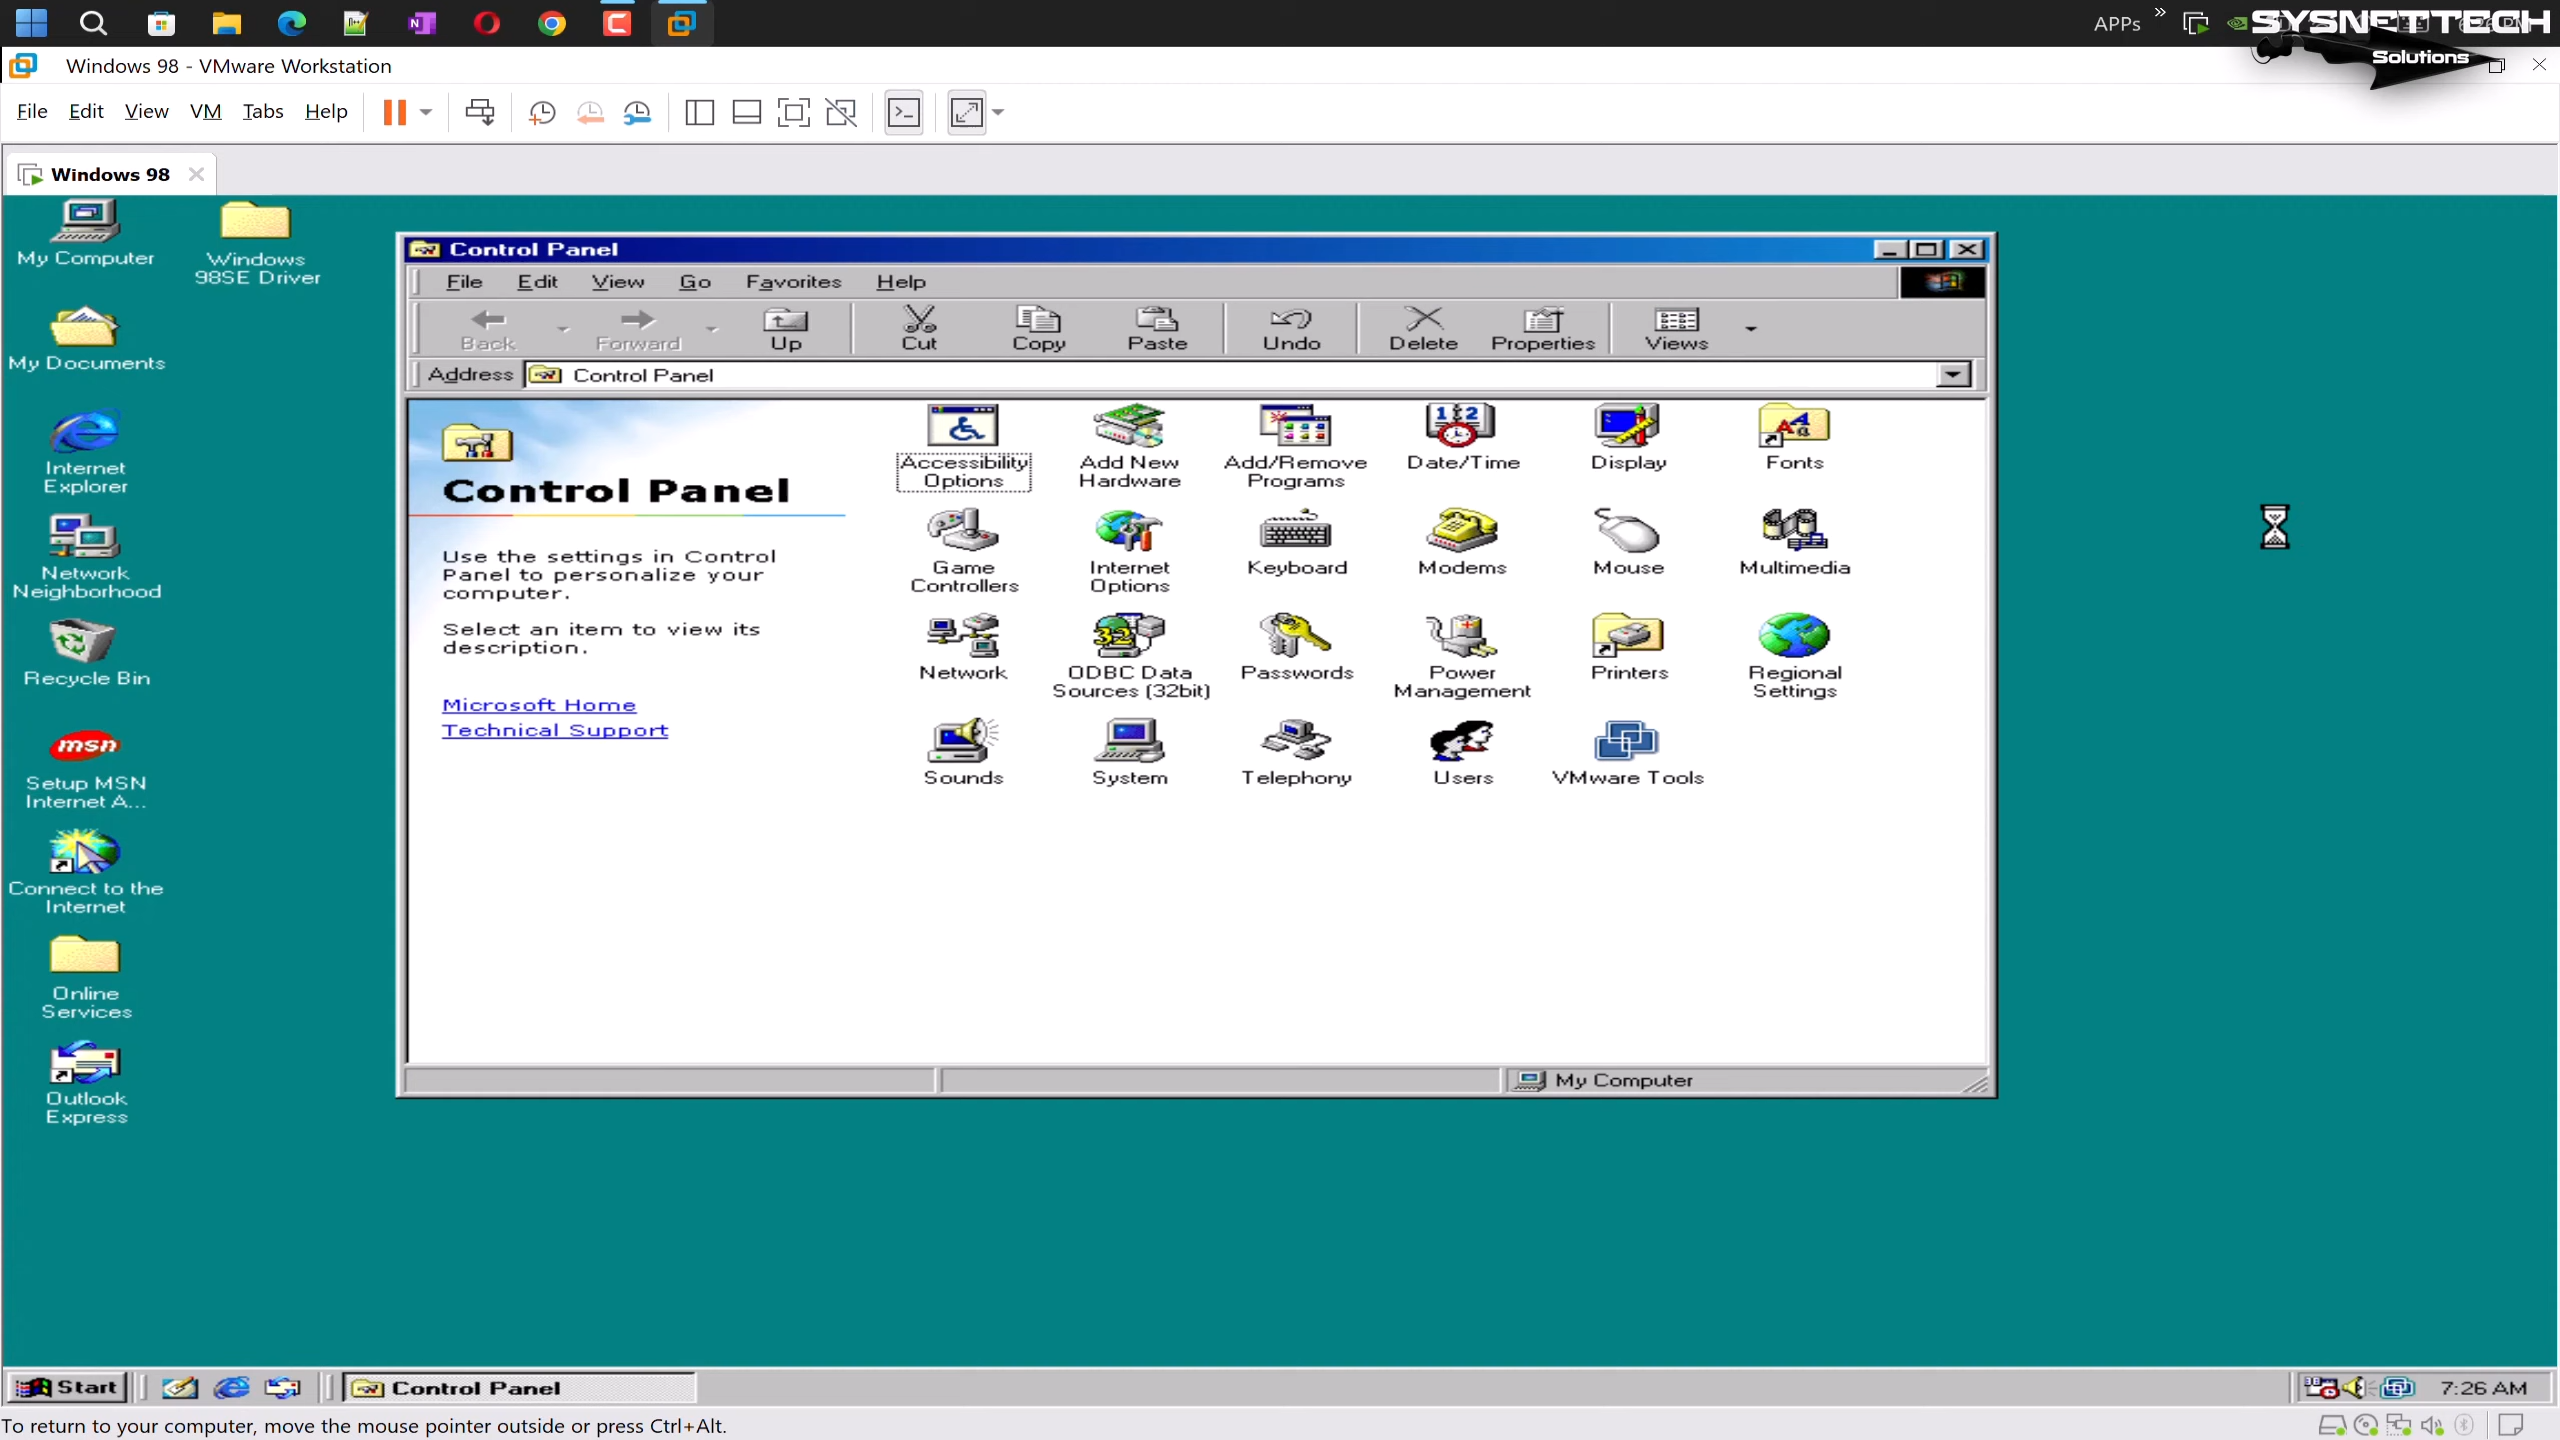 APPs
SYSNETTECH
Solutions
Windows 98 - VMware Workstation
File Edit View VM Tabs Help
Windows 98
My Computer
Windows
98SE Driver
My Documents
Internet
Explorer
Network
Neighborhood
Recycle Bin
msn
Setup MSN
Internet A...
Connect to the
Internet
Online
Services
Outlook
Express
Control Panel
File Edit View Go Favorites Help
Back Forward Up Cut Copy Paste Undo Delete Properties Views
Address Control Panel
Control Panel
Use the settings in Control
Panel to personalize your
computer.
Select an item to view its
description.
Microsoft Home
Technical Support
Accessibility
Options
Add New
Hardware
Add/Remove
Programs
Date/Time
Display
Fonts
Game
Controllers
Internet
Options
Keyboard
Modems
Mouse
Multimedia
Network
ODBC Data
Sources (32bit)
Passwords
Power
Management
Printers
Regional
Settings
Sounds
System
Telephony
Users
VMware Tools
My Computer
Start
Control Panel
7:26 AM
To return to your computer, move the mouse pointer outside or press Ctrl+Alt.